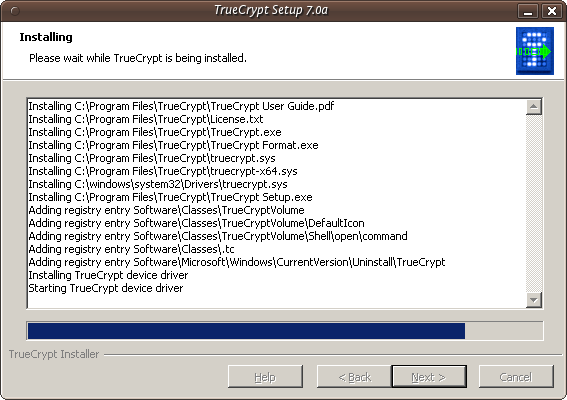 TrueCrypt Setup 7.0a
Installing
Please wait while TrueCrypt is being installed.
Installing C:\Program Files\TrueCrypt\TrueCrypt User Guide.pdf
Installing C:\Program Files\TrueCrypt\License.txt
Installing C:\Program Files\TrueCrypt\TrueCrypt.exe
Installing C:\Program Files\TrueCrypt\TrueCrypt Format.exe
Installing C:\Program Files\TrueCrypt\truecrypt.sys
Installing C:\Program Files\TrueCrypt\truecrypt-x64.sys
Installing C:\windows\system32\Drivers\truecrypt.sys
Installing C:\Program Files\TrueCrypt\TrueCrypt Setup.exe
Adding registry entry Software\Classes\TrueCryptVolume
Adding registry entry Software\Classes\TrueCryptVolume\DefaultIcon
Adding registry entry Software\Classes\TrueCryptVolume\Shell\open\command
Adding registry entry Software\Classes\.tc
Adding registry entry Software\Microsoft\Windows\CurrentVersion\Uninstall\TrueCrypt
Installing TrueCrypt device driver
Starting TrueCrypt device driver
TrueCrypt Installer
Help
< Back
Next >
Cancel